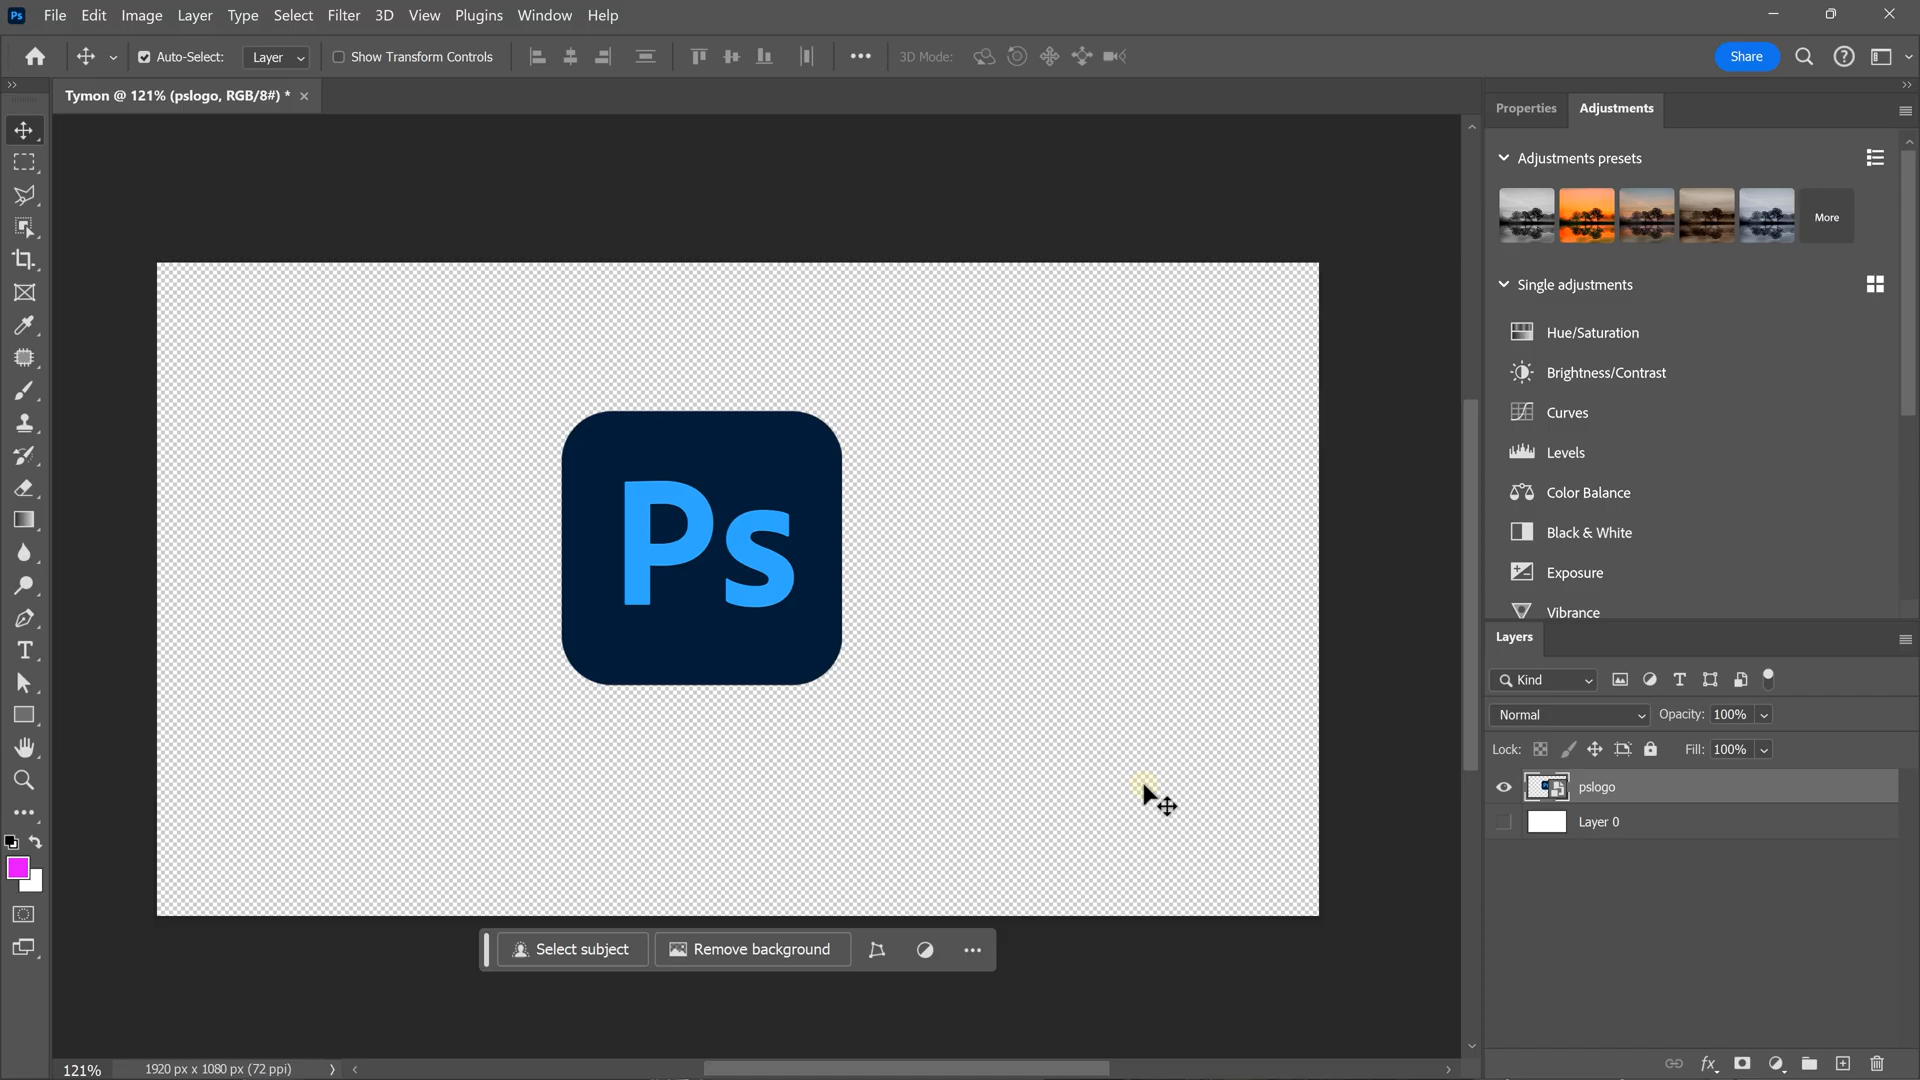 Ps File Edit Image Layer Type Select Filter 3D View Plugins Window Help
Auto-Select: Layer Show Transform Controls 3D Mode: Share
Tymon @ 121% (pslogo, RGB/8#) *
Properties Adjustments
Adjustments presets
More
Single adjustments
Hue/Saturation
Brightness/Contrast
Curves
Levels
Color Balance
Black & White
Exposure
Vibrance
Ps
Layers
Kind
Normal Opacity: 100%
Lock: Fill: 100%
pslogo
Layer 0
Select subject Remove background
121% 1920 px x 1080 px (72 ppi)
fx